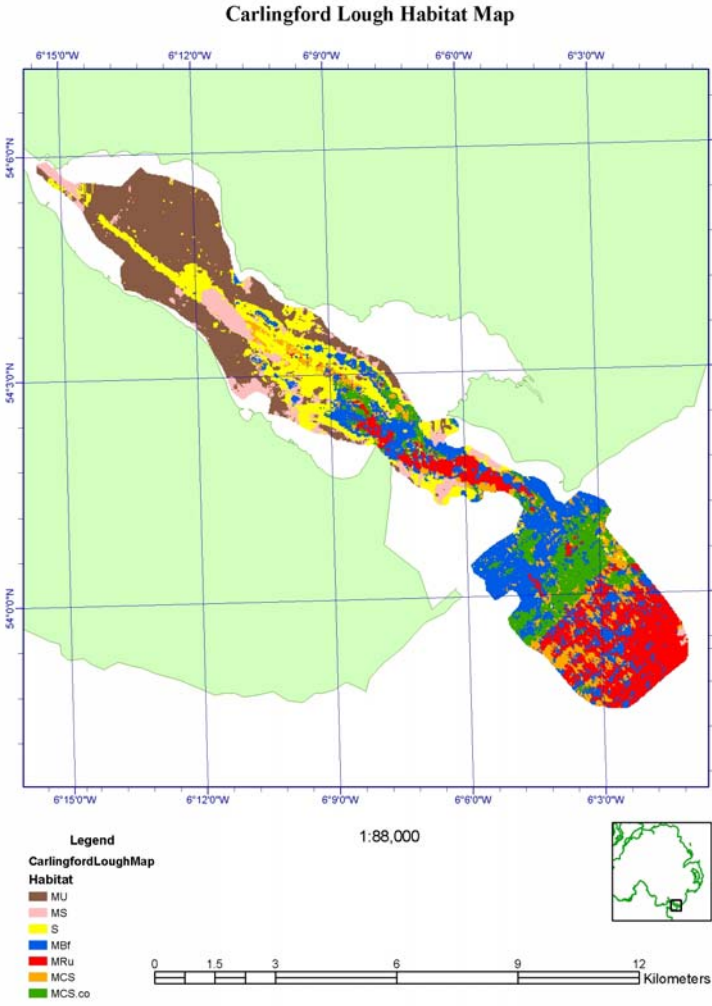 Carlingford Lough Habitat Map
6°15'0"W 6°12'0"W 6°9'0"W 6°6'0"W 6°3'0"W
54°6'0"N
54°3'0"N
54°0'0"N
6°15'0"W 6°12'0"W 6°9'0"W 6°6'0"W 6°3'0"W
Legend
1:88,000
CarlingfordLoughMap
Habitat
MU
MS
S
MBf
MRu
MCS
MCS.co
0 1.5 3 6 9 12
Kilometers